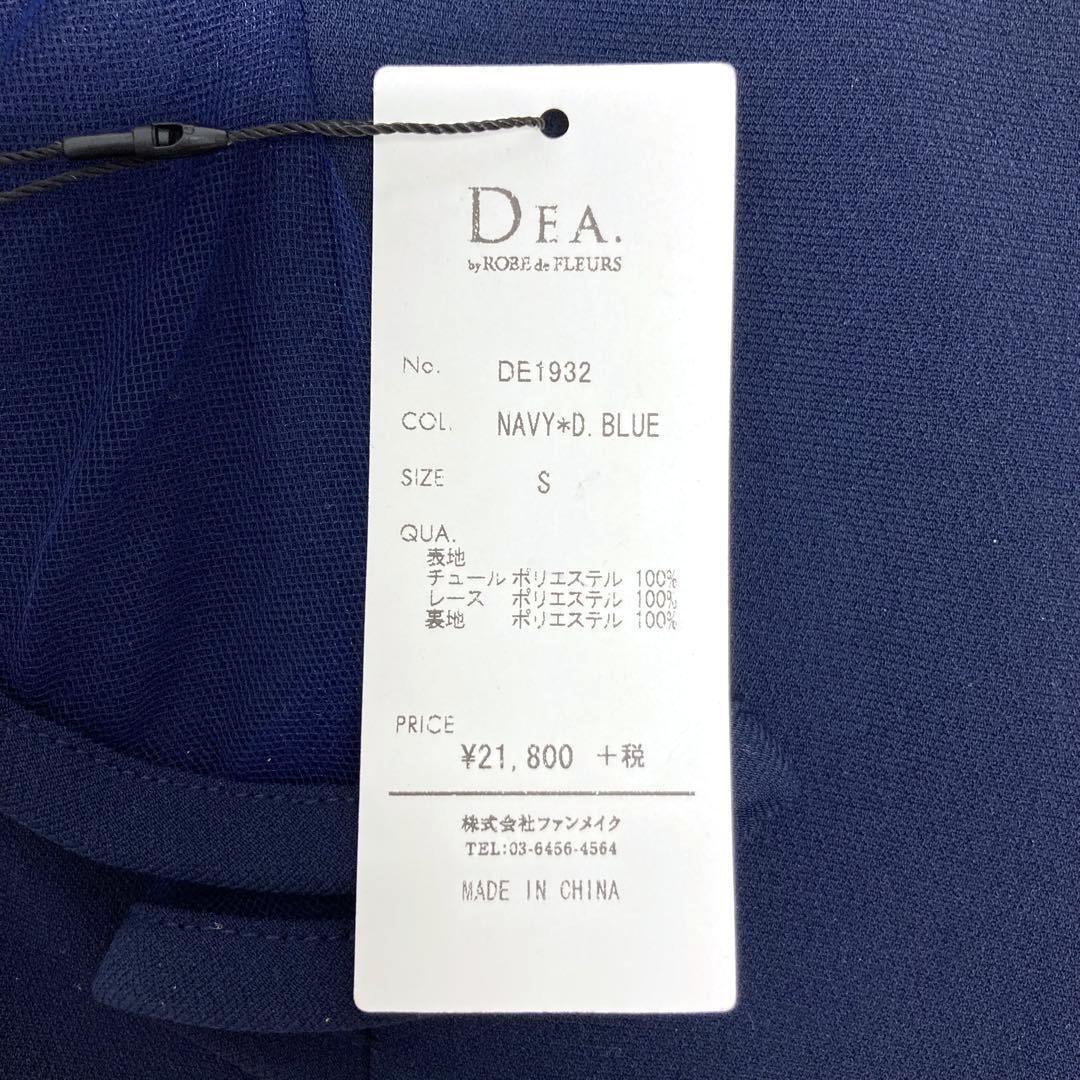 DEA.
by ROBE de FLEURS
No. DE1932
COL. NAVY*D. BLUE
SIZE S
QUA.
表地
チュール ポリエステル 100%
レース ポリエステル 100%
裏地 ポリエステル 100%
PRICE
¥21,800 +税
株式会社ファンメイク
TEL:03-6456-4564
MADE IN CHINA